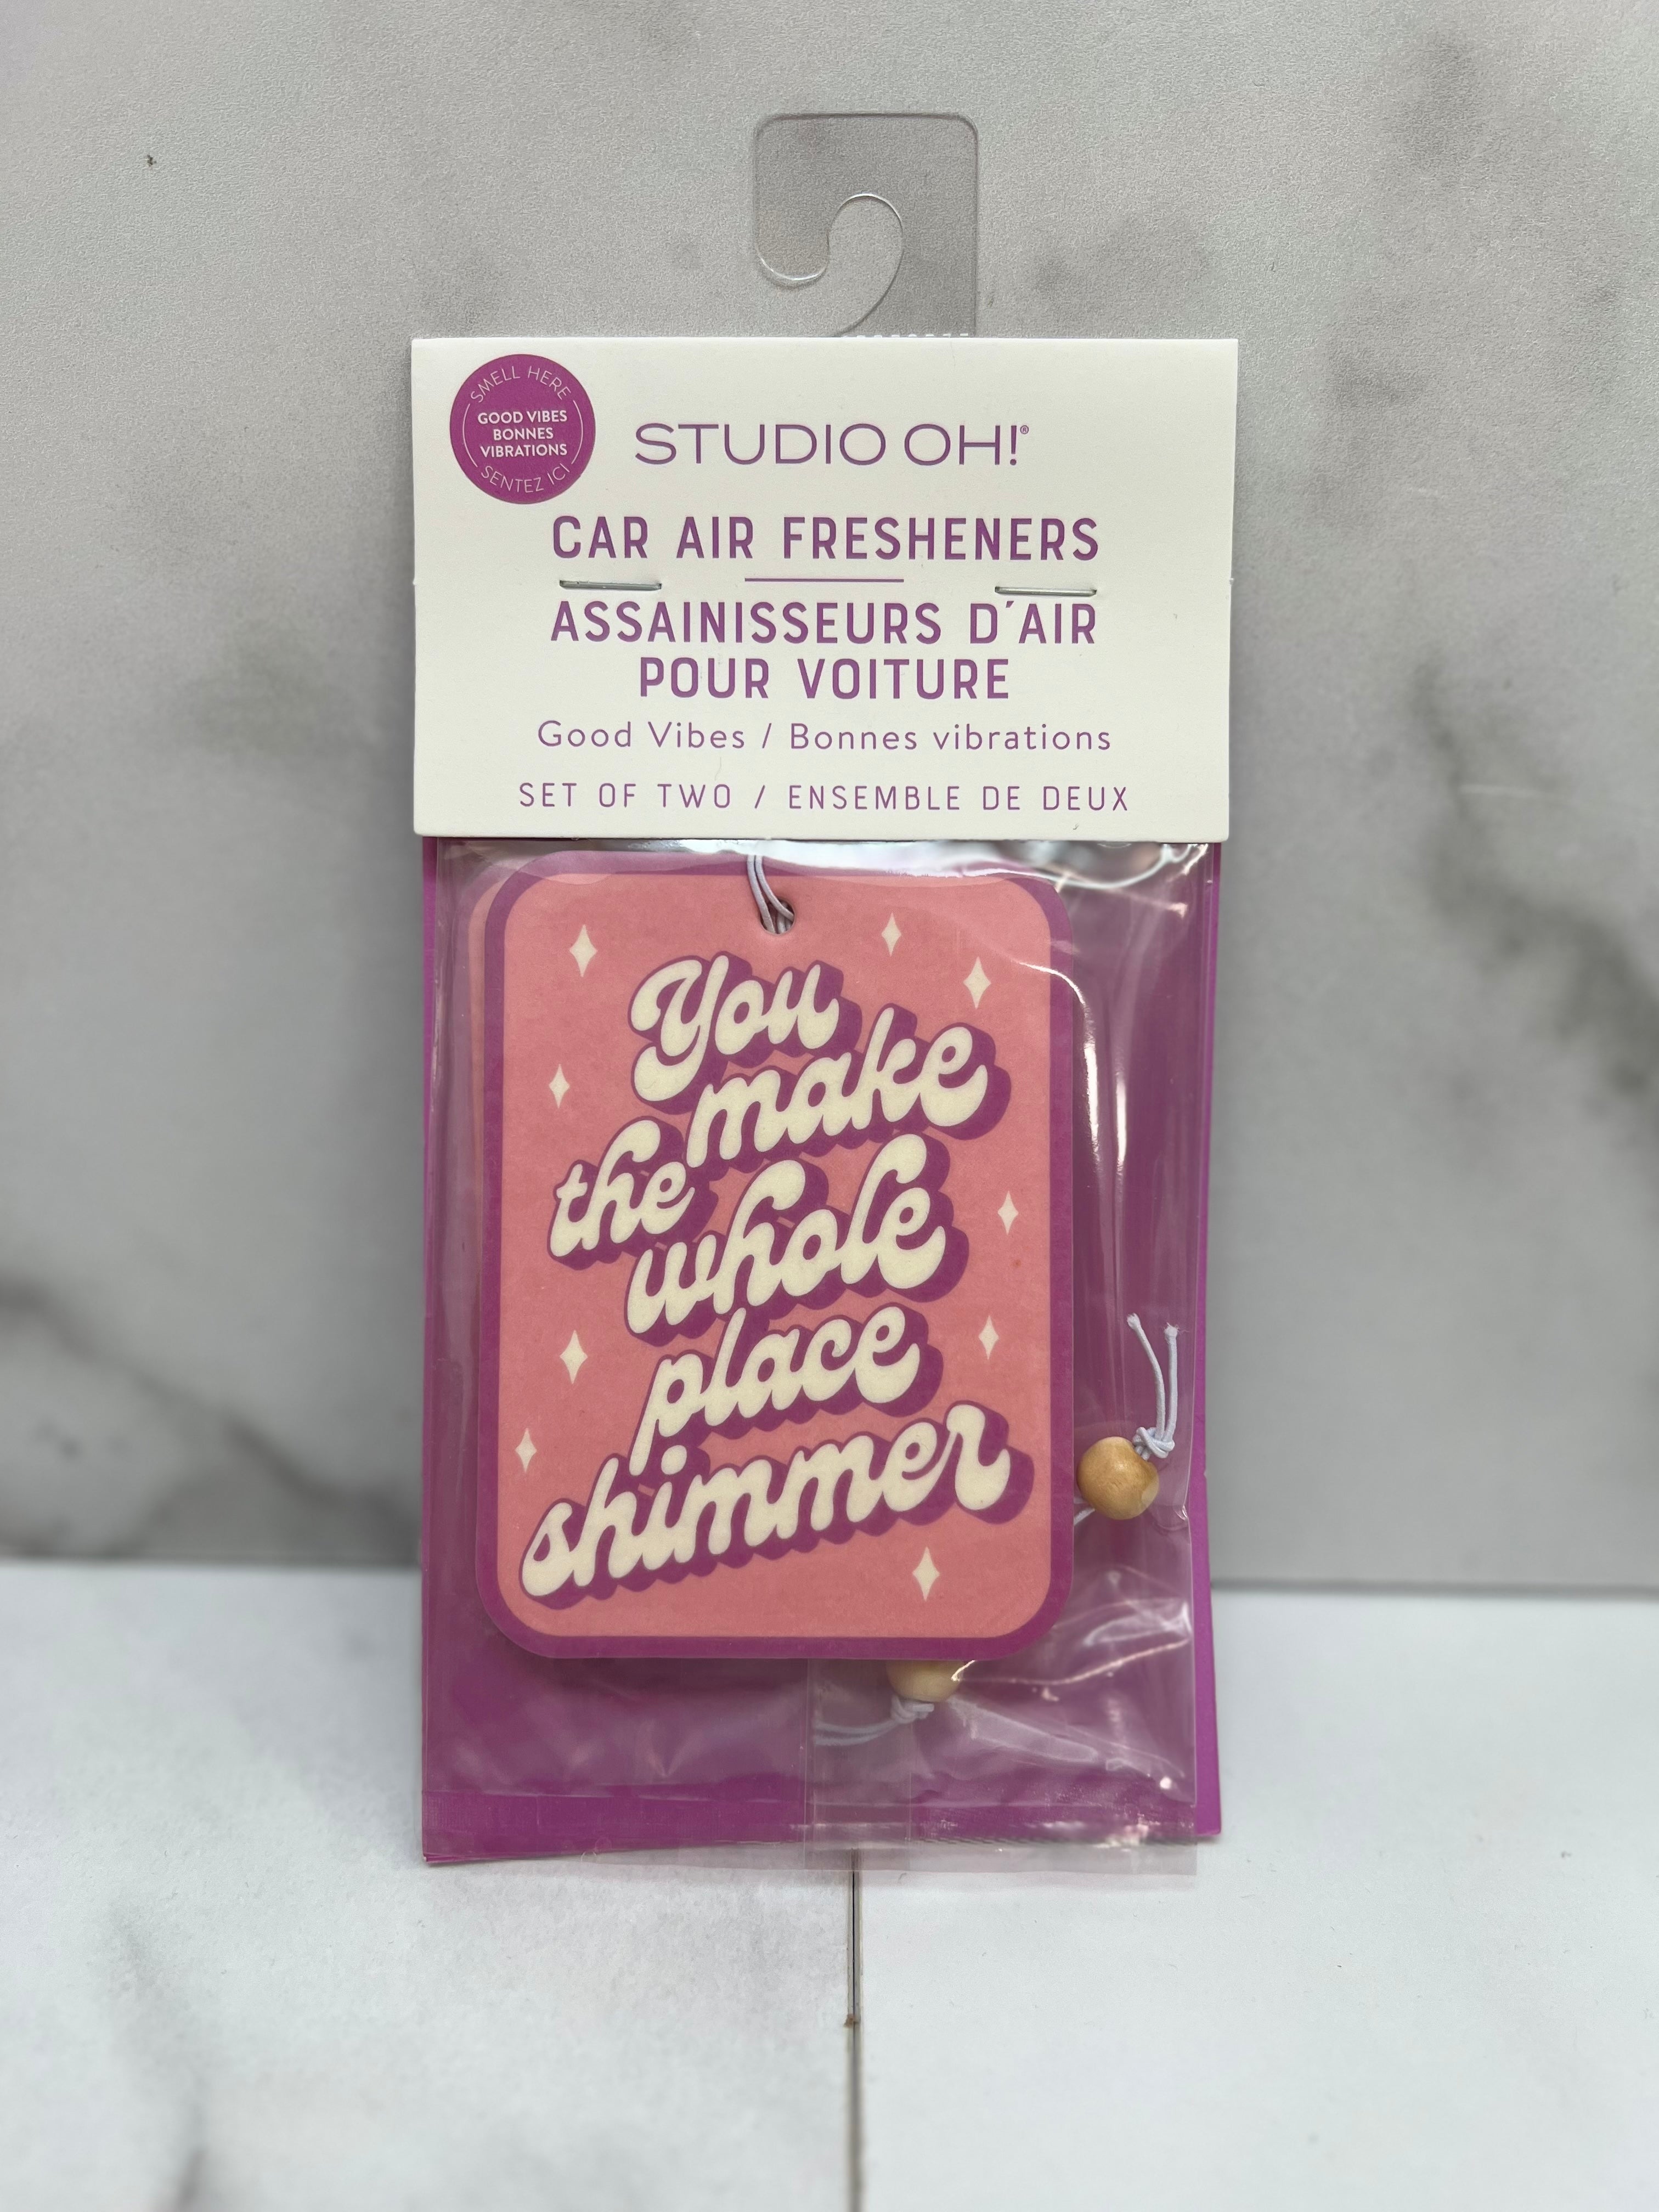 SMELL HERE
GOOD VIBES
BONNES
VIBRATIONS
SENTEZ ICI
STUDIO OH!®
CAR AIR FRESHENERS
ASSAINISSEURS D'AIR
POUR VOITURE
Good Vibes / Bonnes vibrations
SET OF TWO / ENSEMBLE DE DEUX
You
make
the
whole
place
shimmer